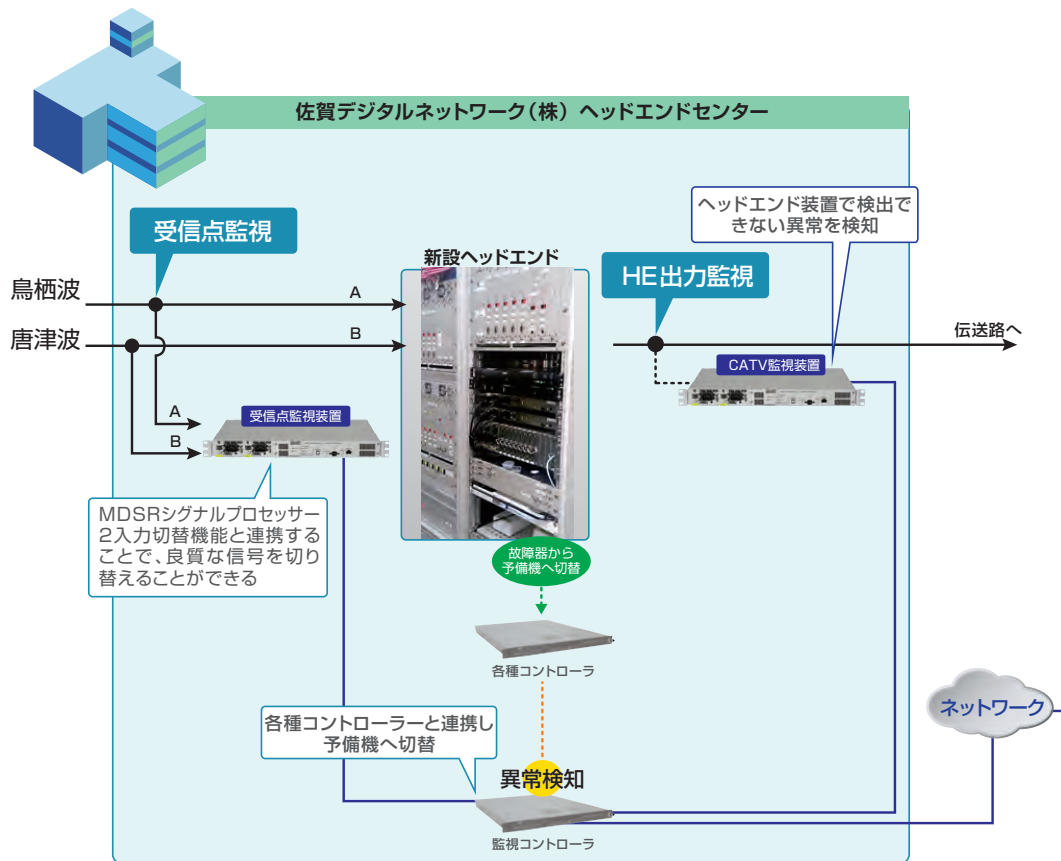 佐賀デジタルネットワーク（株） ヘッドエンドセンター
ヘッドエンド装置で検出で
きない異常を検知
受信点監視
新設ヘッドエンド
HE出力監視
鳥栖波
A
唐津波
B
伝送路へ
CATV監視装置
A
受信点監視装置
B
MDSRシグナルプロセッサー
2入力切替機能と連携する
ことで、良質な信号を切り
替えることができる
故障器から
予備機へ切替
各種コントローラ
ネットワーク
各種コントローラーと連携し
予備機へ切替
異常検知
監視コントローラ